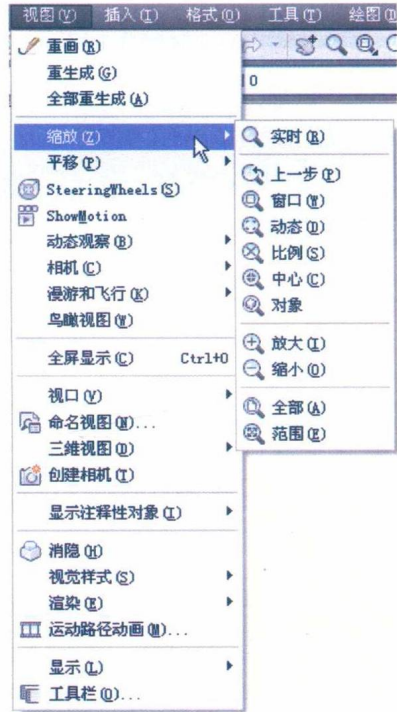 视图(V) 插入(I) 格式(O) 工具(T) 绘图(D
重画(R)
重生成(G)
全部重生成(A)
0
缩放(Z)
平移(P)
SteeringWheels(S)
ShowMotion
动态观察(B)
相机(C)
漫游和飞行(K)
鸟瞰视图(W)
全屏显示(C) Ctrl+0
视口(V)
命名视图(N)...
三维视图(D)
创建相机(T)
显示注释性对象(I)
消隐(H)
视觉样式(S)
渲染(E)
运动路径动画(M)...
显示(L)
工具栏(O)...
实时(R)
上一步(P)
窗口(W)
动态(D)
比例(S)
中心(C)
对象
放大(I)
缩小(O)
全部(A)
范围(E)